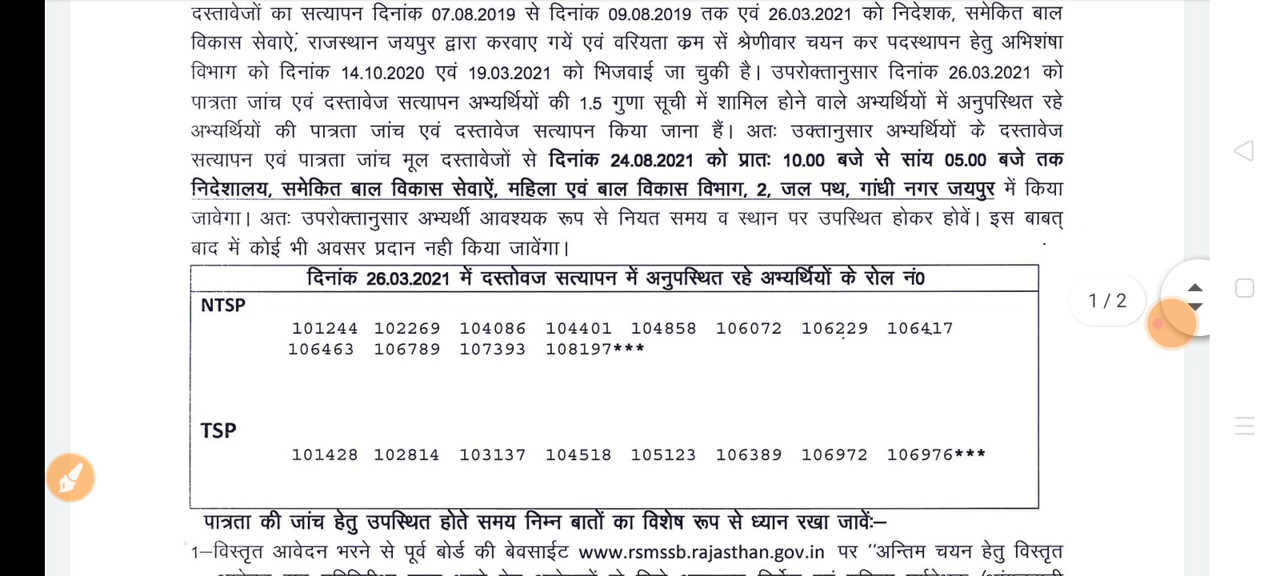 दस्तावेजों का सत्यापन दिनांक 07.08.2019 से दिनांक 09.08.2019 तक एवं 26.03.2021 को निदेशक, समेकित बाल
विकास सेवाऐं, राजस्थान जयपुर द्वारा करवाए गयें एवं वरियता क्रम सें श्रेणीवार चयन कर पदस्थापन हेतु अभिशंषा
विभाग को दिनांक 14.10.2020 एवं 19.03.2021 को भिजवाई जा चुकी है। उपरोक्तानुसार दिनांक 26.03.2021 को
पात्रता जांच एवं दस्तावेज सत्यापन अभ्यर्थियों की 1.5 गुणा सूची में शामिल होने वाले अभ्यर्थियों में अनुपस्थित रहे
अभ्यर्थियों की पात्रता जांच एवं दस्तावेज सत्यापन किया जाना हैं। अतः उक्तानुसार अभ्यर्थियों के दस्तावेज
सत्यापन एवं पात्रता जांच मूल दस्तावेजों से दिनांक 24.08.2021 को प्रातः 10.00 बजे से सांय 05.00 बजे तक
निदेशालय, समेकित बाल विकास सेवाऐं, महिला एवं बाल विकास विभाग, 2, जल पथ, गांधी नगर जयपुर में किया
जावेगा। अतः उपरोक्तानुसार अभ्यर्थी आवश्यक रूप से नियत समय व स्थान पर उपस्थित होकर होवें। इस बाबत्
बाद में कोई भी अवसर प्रदान नही किया जावेंगा।
दिनांक 26.03.2021 में दस्तोवज सत्यापन में अनुपस्थित रहे अभ्यर्थियों के रोल नं0
NTSP
101244 102269 104086 104401 104858 106072 106229 106417
106463 106789 107393 108197***
1 / 2
TSP
101428 102814 103137 104518 105123 106389 106972 106976***
पात्रता की जांच हेतु उपस्थित होते समय निम्न बातों का विशेष रूप से ध्यान रखा जावें:–
1–विस्तृत आवेदन भरने से पूर्व बोर्ड की बेवसाईट www.rsmssb.rajasthan.gov.in पर "अन्तिम चयन हेतु विस्तृत